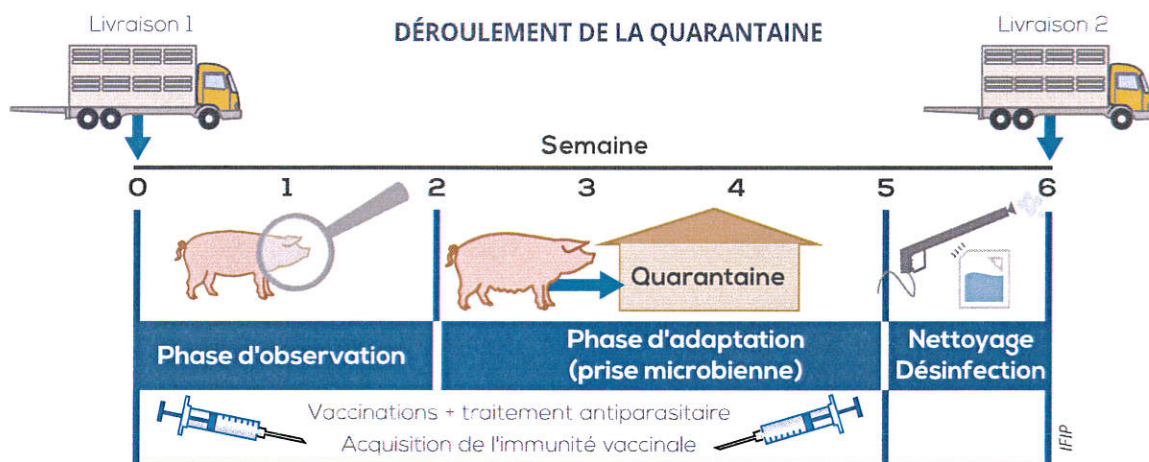 Livraison 1
DÉROULEMENT DE LA QUARANTAINE
Livraison 2
Semaine
0 1 2 3 4 5 6
Quarantaine
Phase d'observation
Phase d'adaptation
(prise microbienne)
Nettoyage
Désinfection
Vaccinations + traitement antiparasitaire
Acquisition de l'immunité vaccinale
IFIP